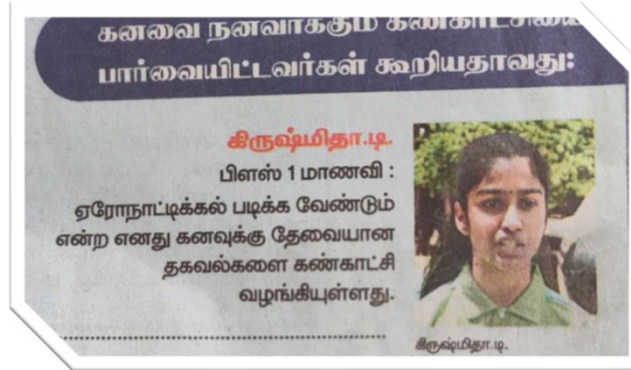 கனவை நனவாக்கும் கண்காட்சியை
பார்வையிட்டவர்கள் கூறியதாவது:
கிருஷ்மிதா.டி.
பிளஸ் 1 மாணவி :
ஏரோநாட்டிக்கல் படிக்க வேண்டும்
என்ற எனது கனவுக்கு தேவையான
தகவல்களை கண்காட்சி
வழங்கியுள்ளது.
கிருஷ்மிதா.டி.